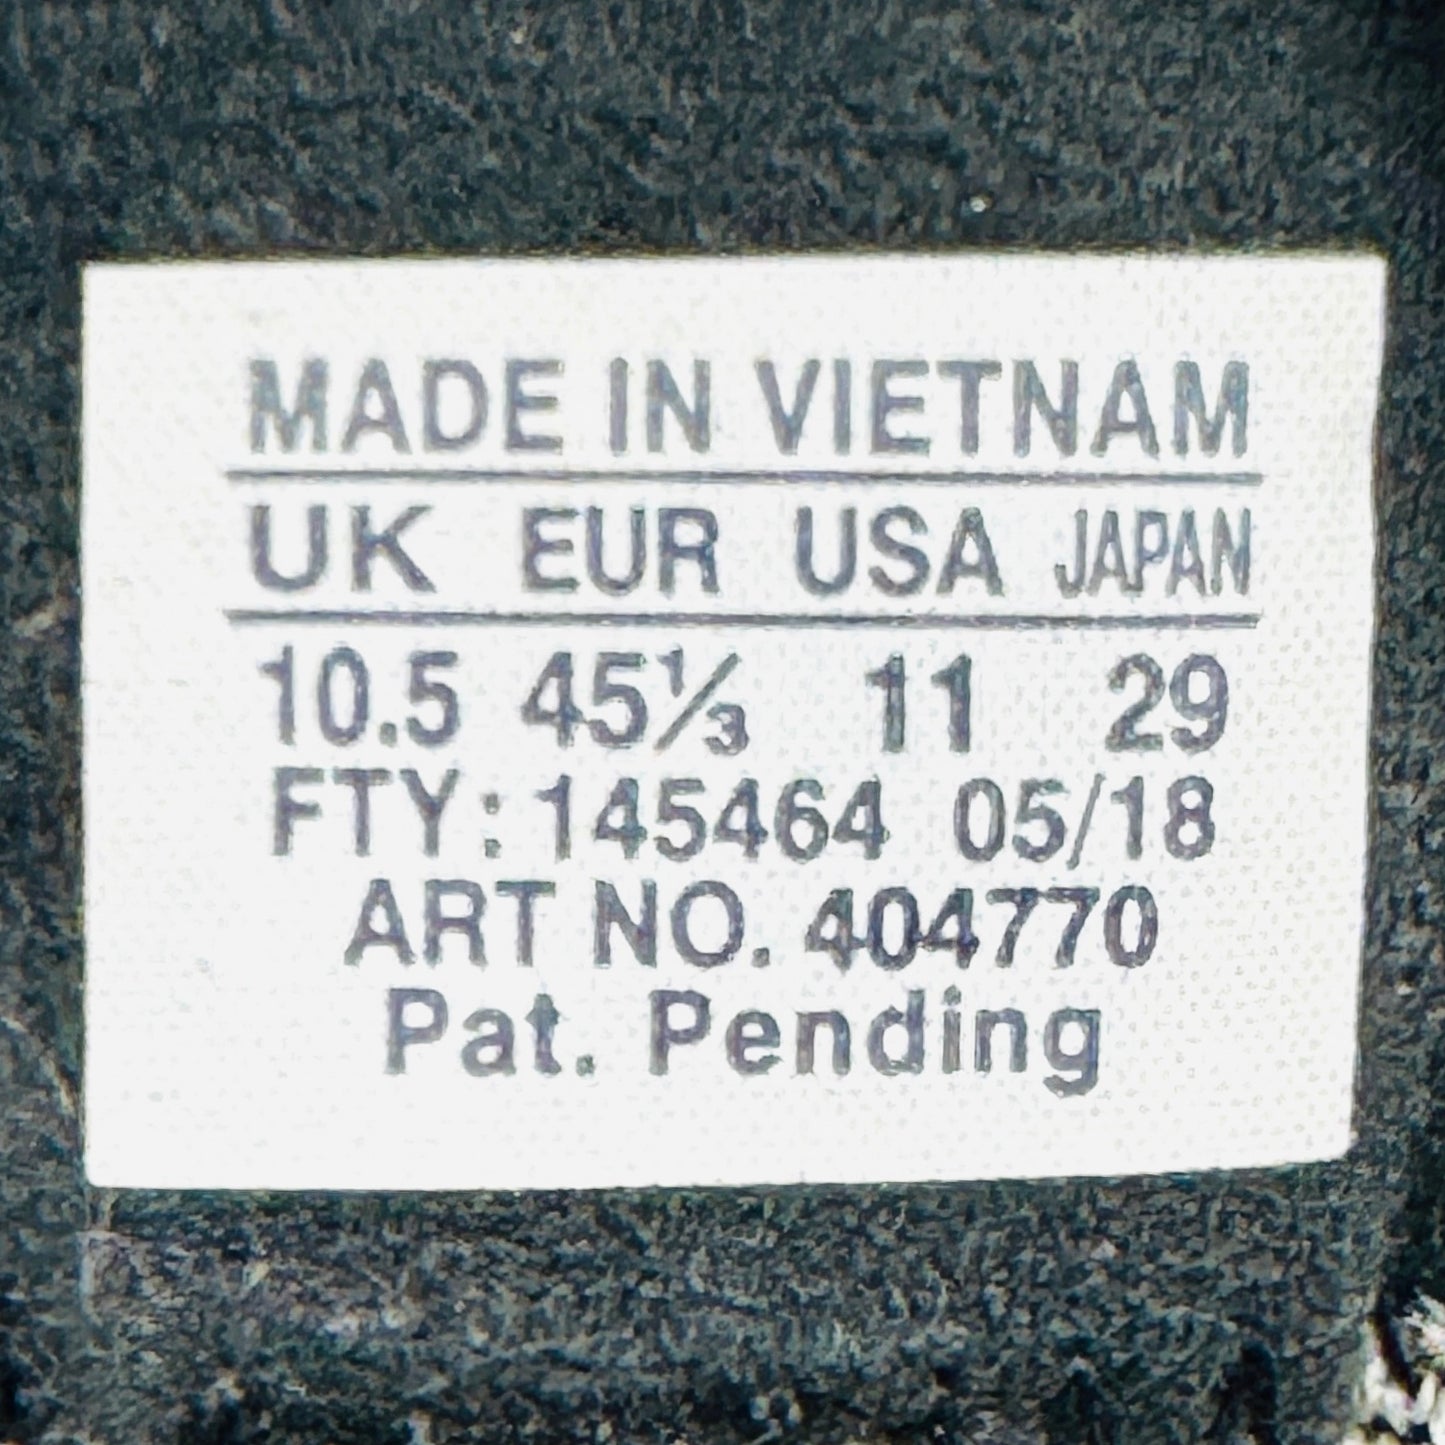 MADE IN VIETNAM
UK EUR USA JAPAN
10.5 45⅓ 11 29
FTY: 145464 05/18
ART NO. 404770
Pat. Pending